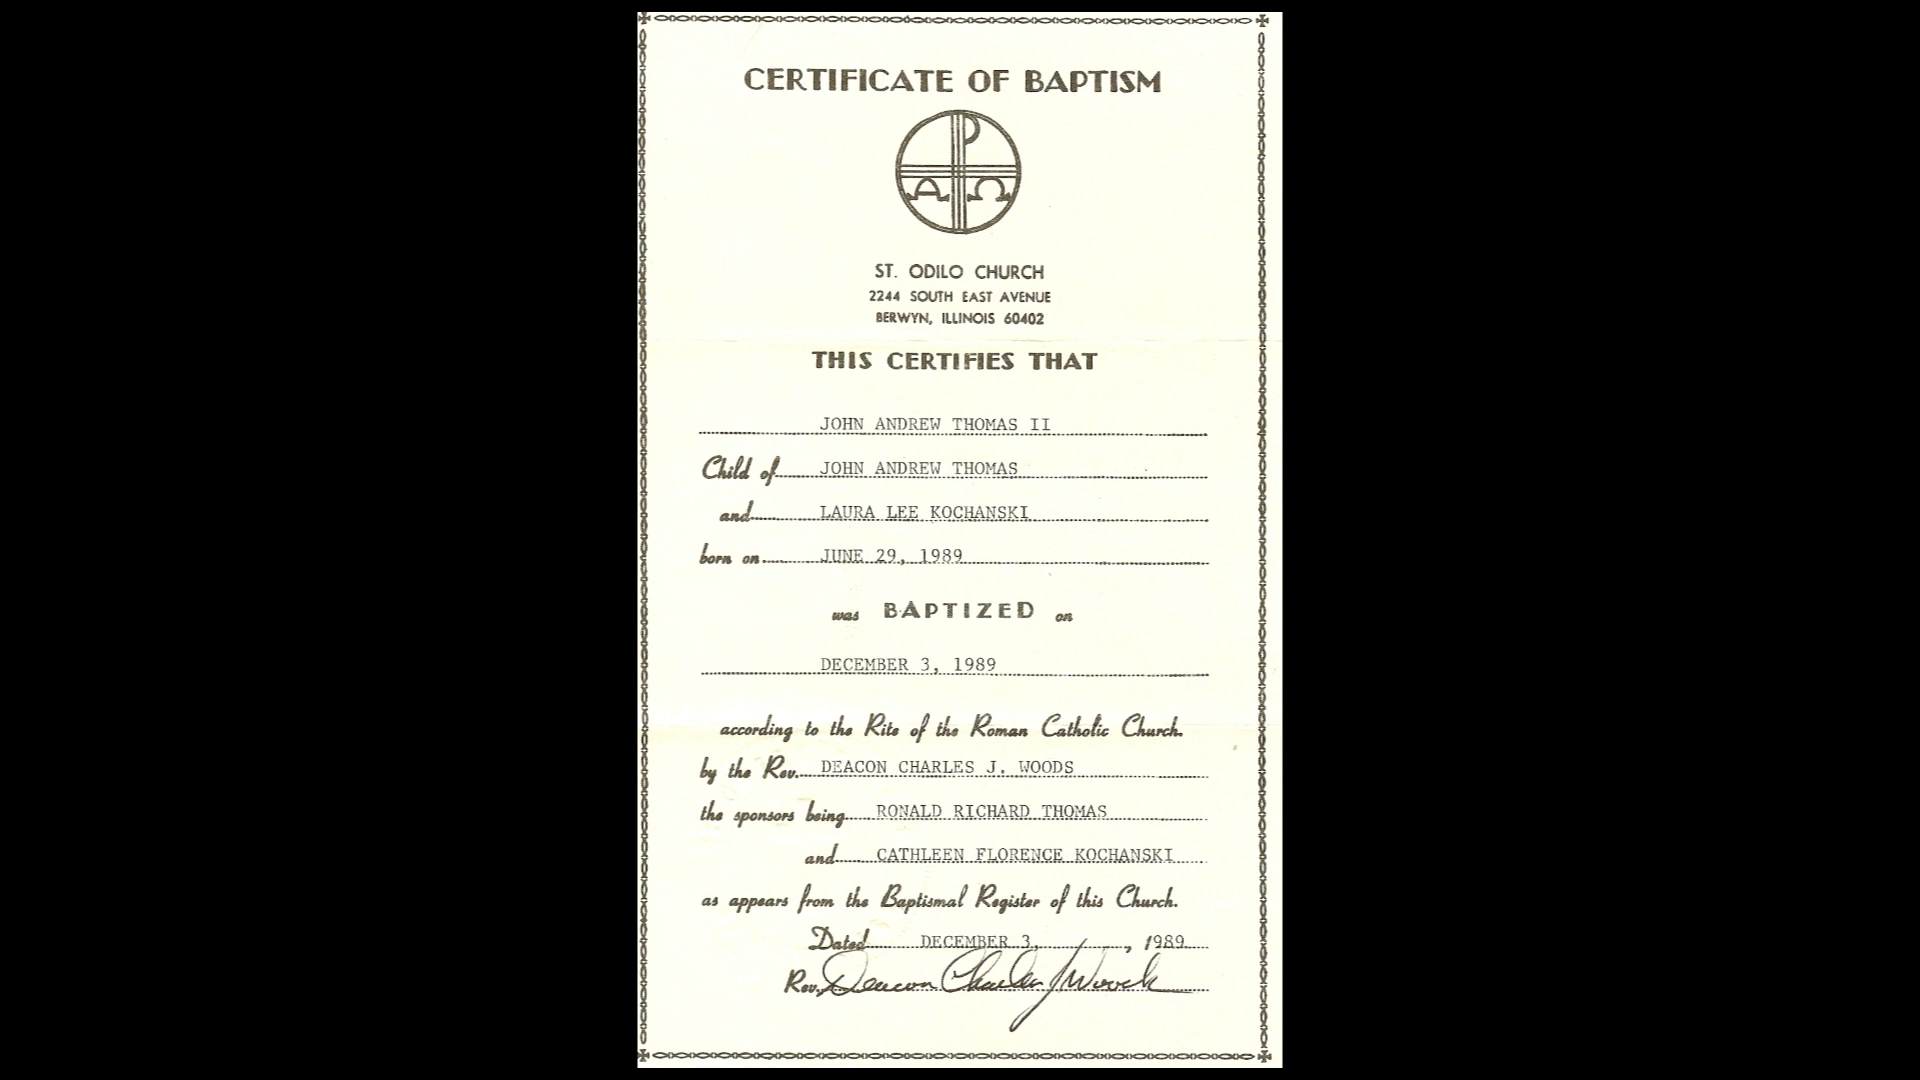 CERTIFICATE OF BAPTISM
P
Α Ω
ST. ODILO CHURCH
2244 SOUTH EAST AVENUE
BERWYN, ILLINOIS 60402
THIS CERTIFIES THAT
JOHN ANDREW THOMAS II
Child of JOHN ANDREW THOMAS
and LAURA LEE KOCHANSKI
born on JUNE 29, 1989
was BAPTIZED on
DECEMBER 3, 1989
according to the Rite of the Roman Catholic Church.
by the Rev. DEACON CHARLES J. WOODS
the sponsors being RONALD RICHARD THOMAS
and CATHLEEN FLORENCE KOCHANSKI
as appears from the Baptismal Register of this Church.
Dated DECEMBER 3, , 1989
Rev. Deacon Charles J Woods